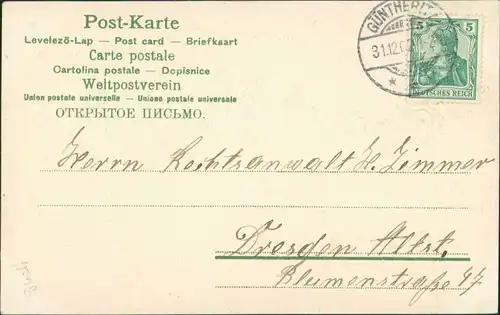 Post-Karte
Levelező-Lap — Post card — Briefkaart
Carte postale
Cartolina postale — Dopisnice
Weltpostverein
Union postale universelle — Unione postale universale
ОТКРЫТОЕ ПИСЬМО.
5 5
DEUTSCHES REICH
31.12.
Herrn Rechtsanwalt H. Zimmer
Dresden Altst.
Blumenstraße 47